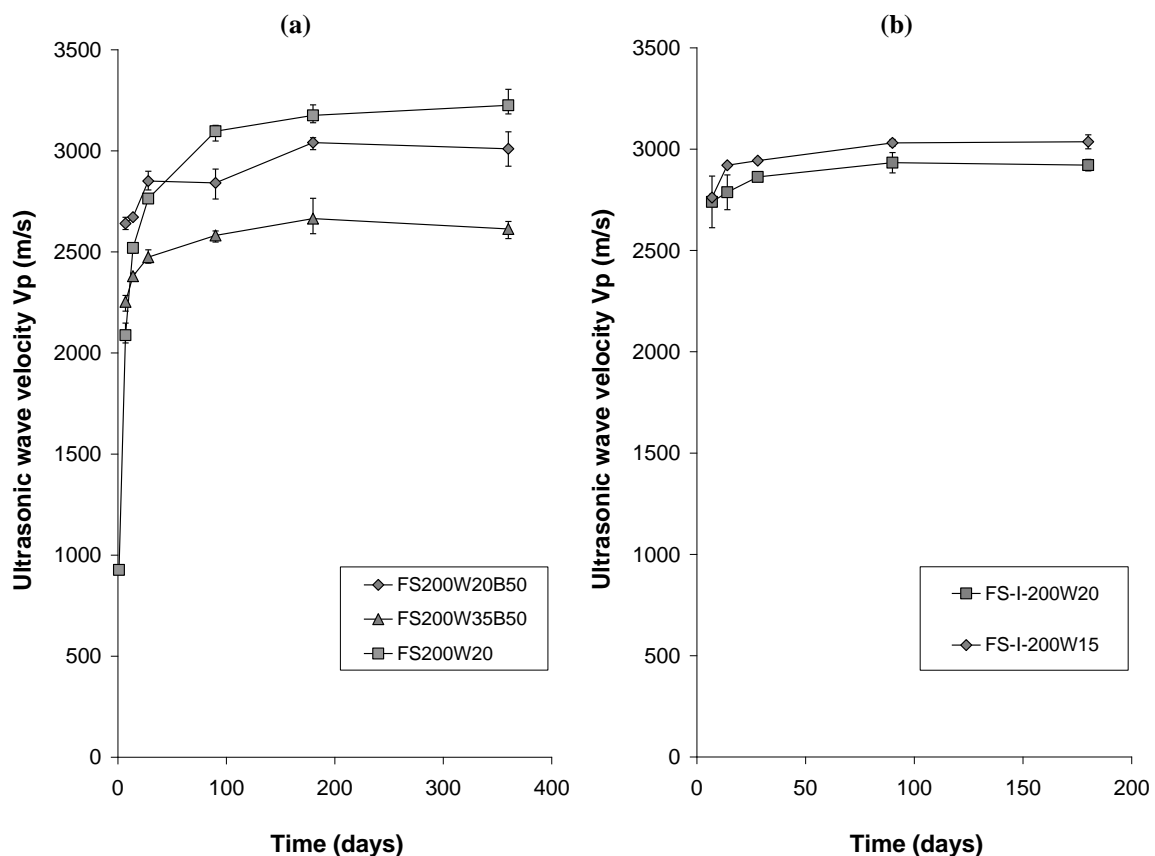 (a)
Ultrasonic wave velocity Vp (m/s)
3500
3000
2500
2000
1500
1000
500
0
0 100 200 300 400
Time (days)
FS200W20B50
FS200W35B50
FS200W20
(b)
Ultrasonic wave velocity Vp (m/s)
3500
3000
2500
2000
1500
1000
500
0
0 50 100 150 200
Time (days)
FS-I-200W20
FS-I-200W15